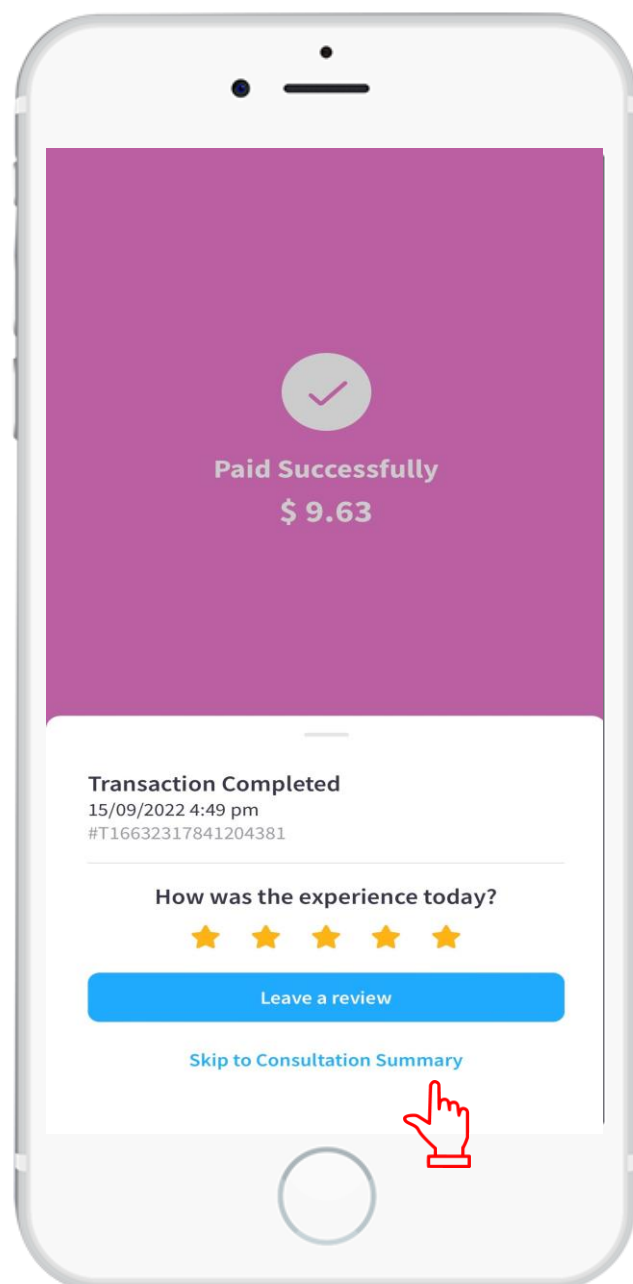 Paid Successfully
$ 9.63
Transaction Completed
15/09/2022 4:49 pm
#T16632317841204381
How was the experience today?
Leave a review
Skip to Consultation Summary